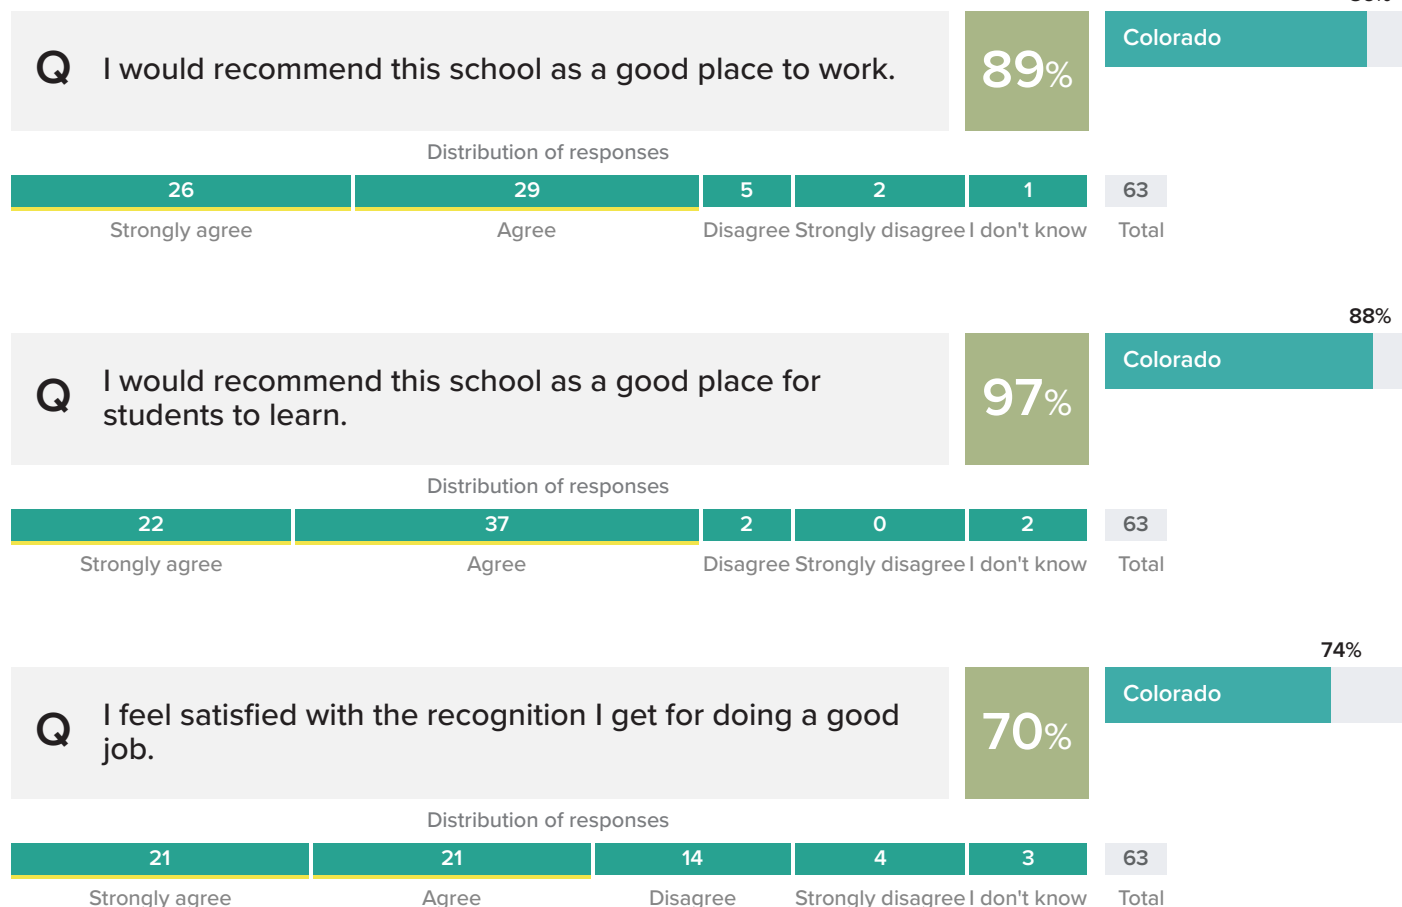 Q I would recommend this school as a good place to work. 89% Colorado
Distribution of responses
26 29 5 2 1 63
Strongly agree Agree Disagree Strongly disagree I don't know Total
88%
Q I would recommend this school as a good place for
students to learn.
97% Colorado
Distribution of responses
22 37 2 0 2 63
Strongly agree Agree Disagree Strongly disagree I don't know Total
74%
Q I feel satisfied with the recognition I get for doing a good
job.
70% Colorado
Distribution of responses
21 21 14 4 3 63
Strongly agree Agree Disagree Strongly disagree I don't know Total